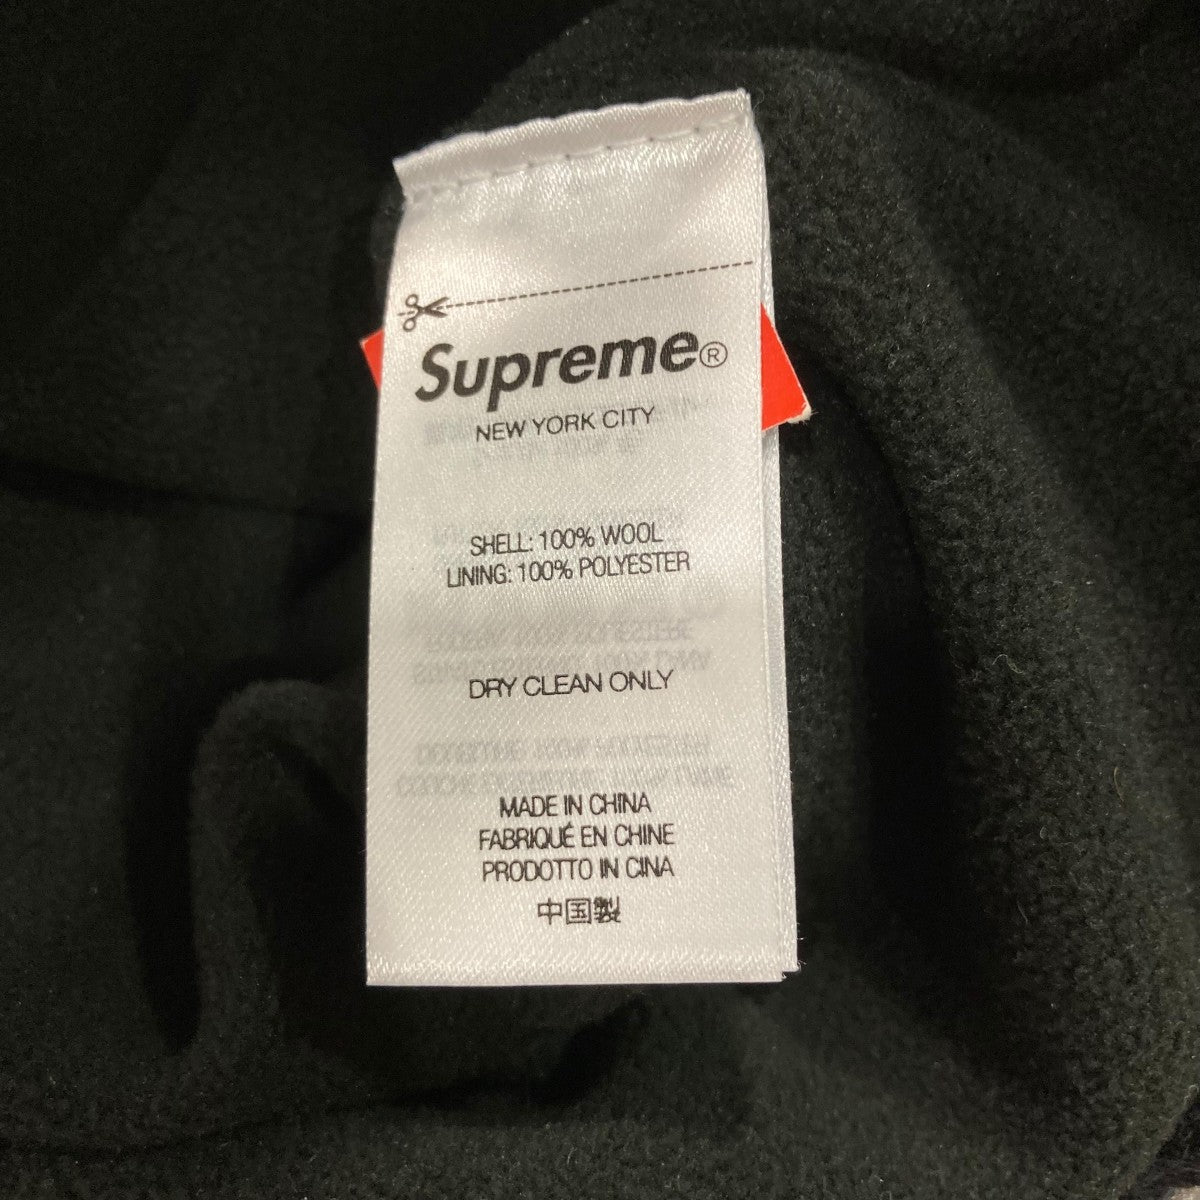 Supreme®
NEW YORK CITY
SHELL: 100% WOOL
LINING: 100% POLYESTER
DRY CLEAN ONLY
MADE IN CHINA
FABRIQUÉ EN CHINE
PRODOTTO IN CINA
中国製